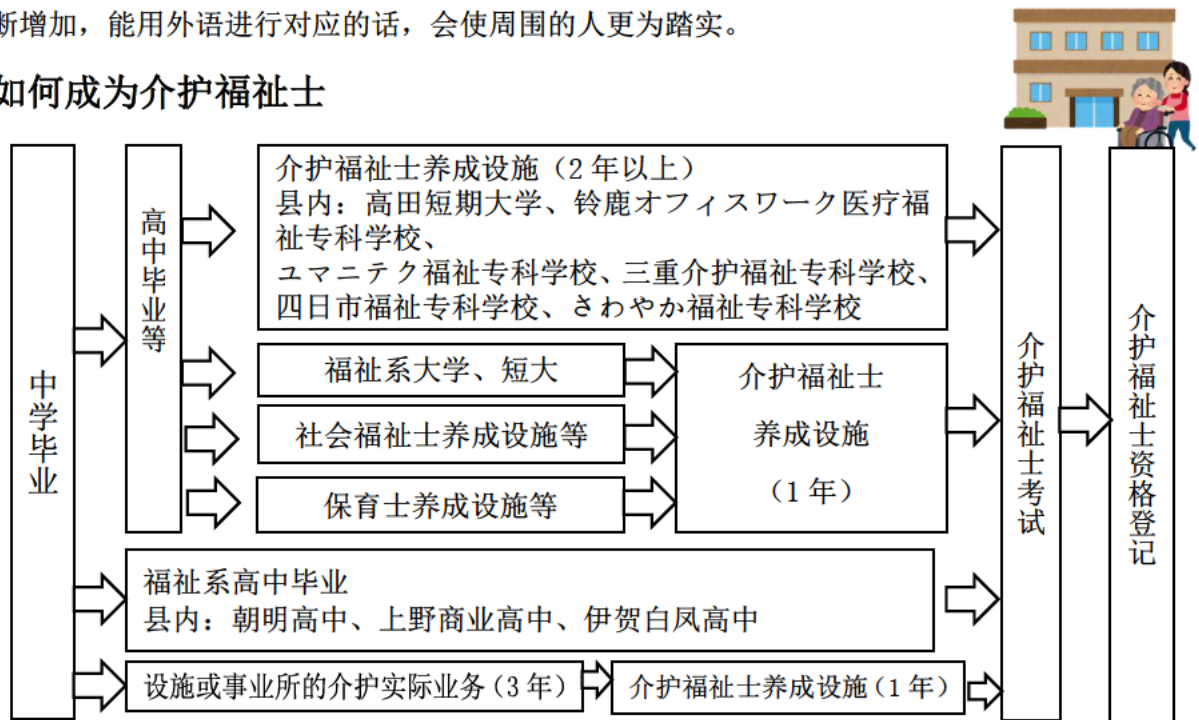 断增加，能用外语进行对应的话，会使周围的人更为踏实。
如何成为介护福祉士
中学毕业
高中毕业等
介护福祉士养成设施（2 年以上）
县内：高田短期大学、铃鹿オフィスワーク医疗福
祉专科学校、
ユマニテク福祉专科学校、三重介护福祉专科学校、
四日市福祉专科学校、さわやか福祉专科学校
福祉系大学、短大
社会福祉士养成设施等
保育士养成设施等
介护福祉士
养成设施
（1 年）
福祉系高中毕业
县内：朝明高中、上野商业高中、伊贺白凤高中
设施或事业所的介护实际业务（3 年）
介护福祉士养成设施（1 年）
介护福祉士考试
介护福祉士资格登记